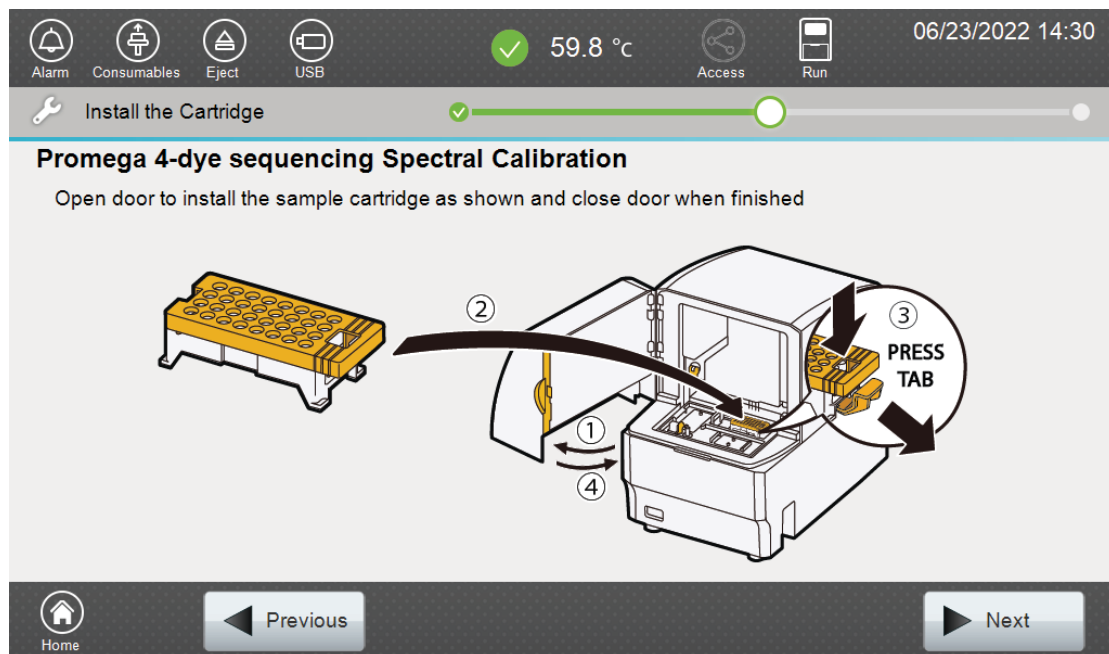 59.8 °C
06/23/2022 14:30
Alarm
Consumables
Eject
USB
Access
Run
Install the Cartridge
Promega 4-dye sequencing Spectral Calibration
Open door to install the sample cartridge as shown and close door when finished
②
③
PRESS
TAB
①
④
Home
Previous
Next